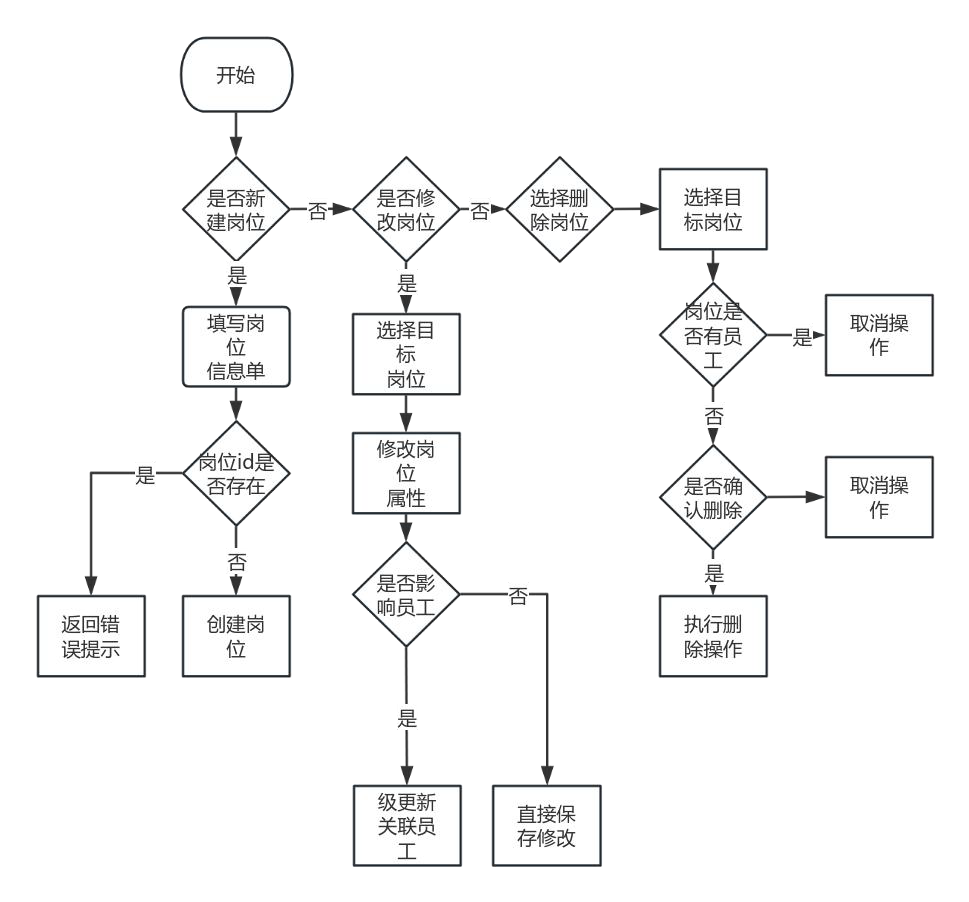 开始
是否新
建岗位
否
是否修
改岗位
否
选择删
除岗位
选择目
标岗位
是
填写岗
位
信息单
是
选择目
标
岗位
岗位是
否有员
工
是
取消操
作
岗位id是
否存在
是
否
修改岗
位
属性
否
是否确
认删除
取消操
作
是
返回错
误提示
创建岗
位
是否影
响员工
否
执行删
除操作
是
级更新
关联员
工
直接保
存修改